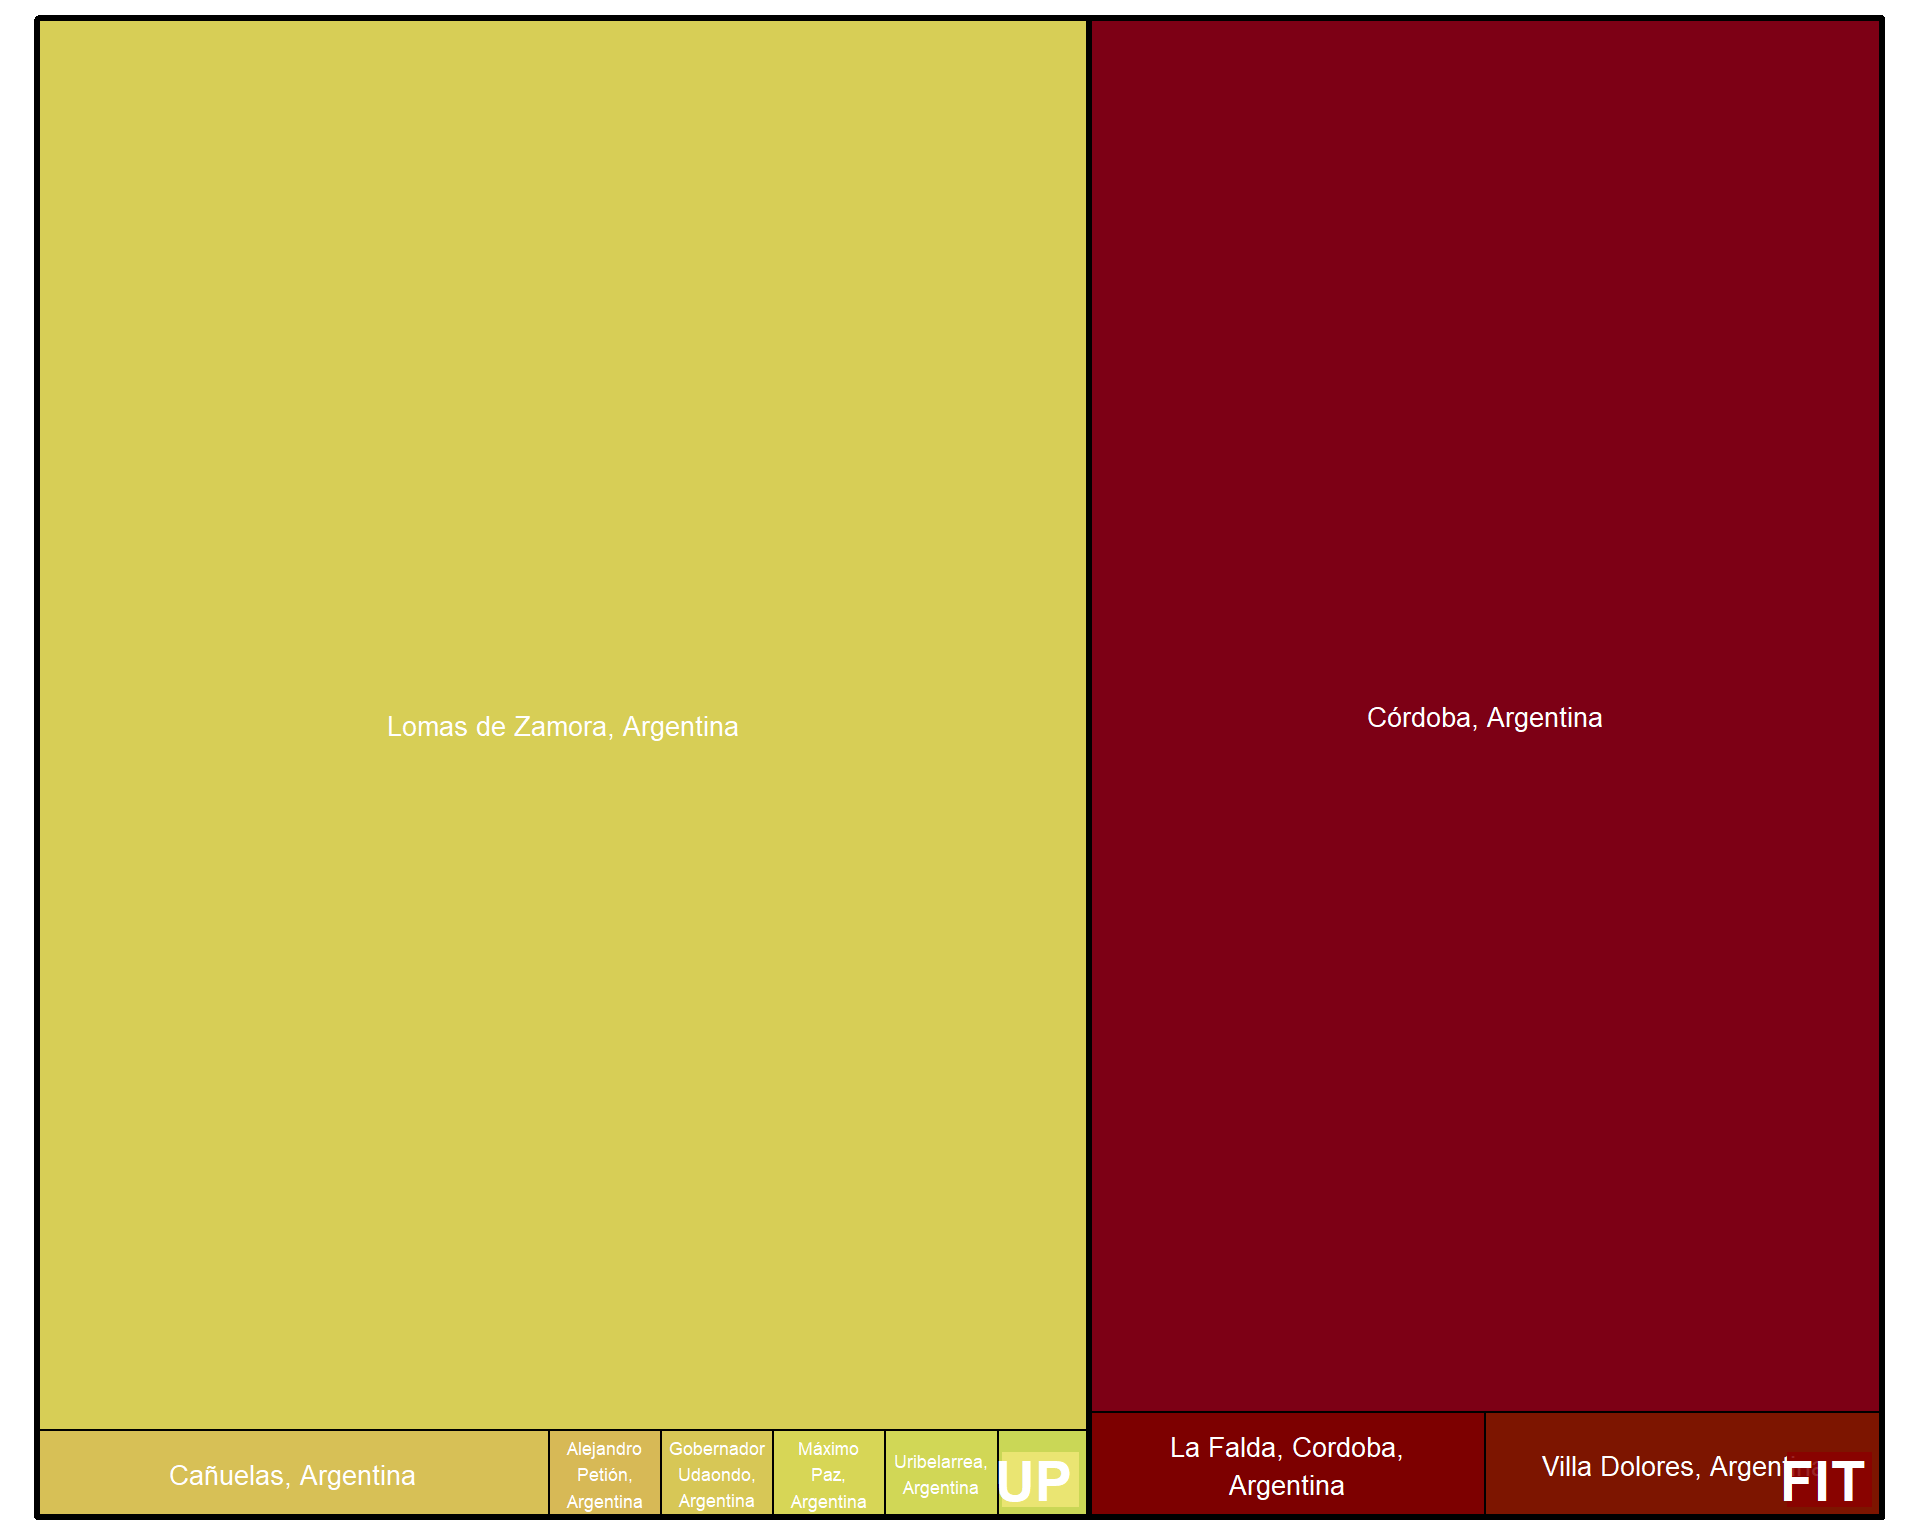 Lomas de Zamora, Argentina
Córdoba, Argentina
Cañuelas, Argentina
Alejandro
Petión,
Argentina
Gobernador
Udaondo,
Argentina
Máximo
Paz,
Argentina
Uribelarrea,
Argentina
UP
La Falda, Cordoba,
Argentina
Villa Dolores, Argentina
FIT